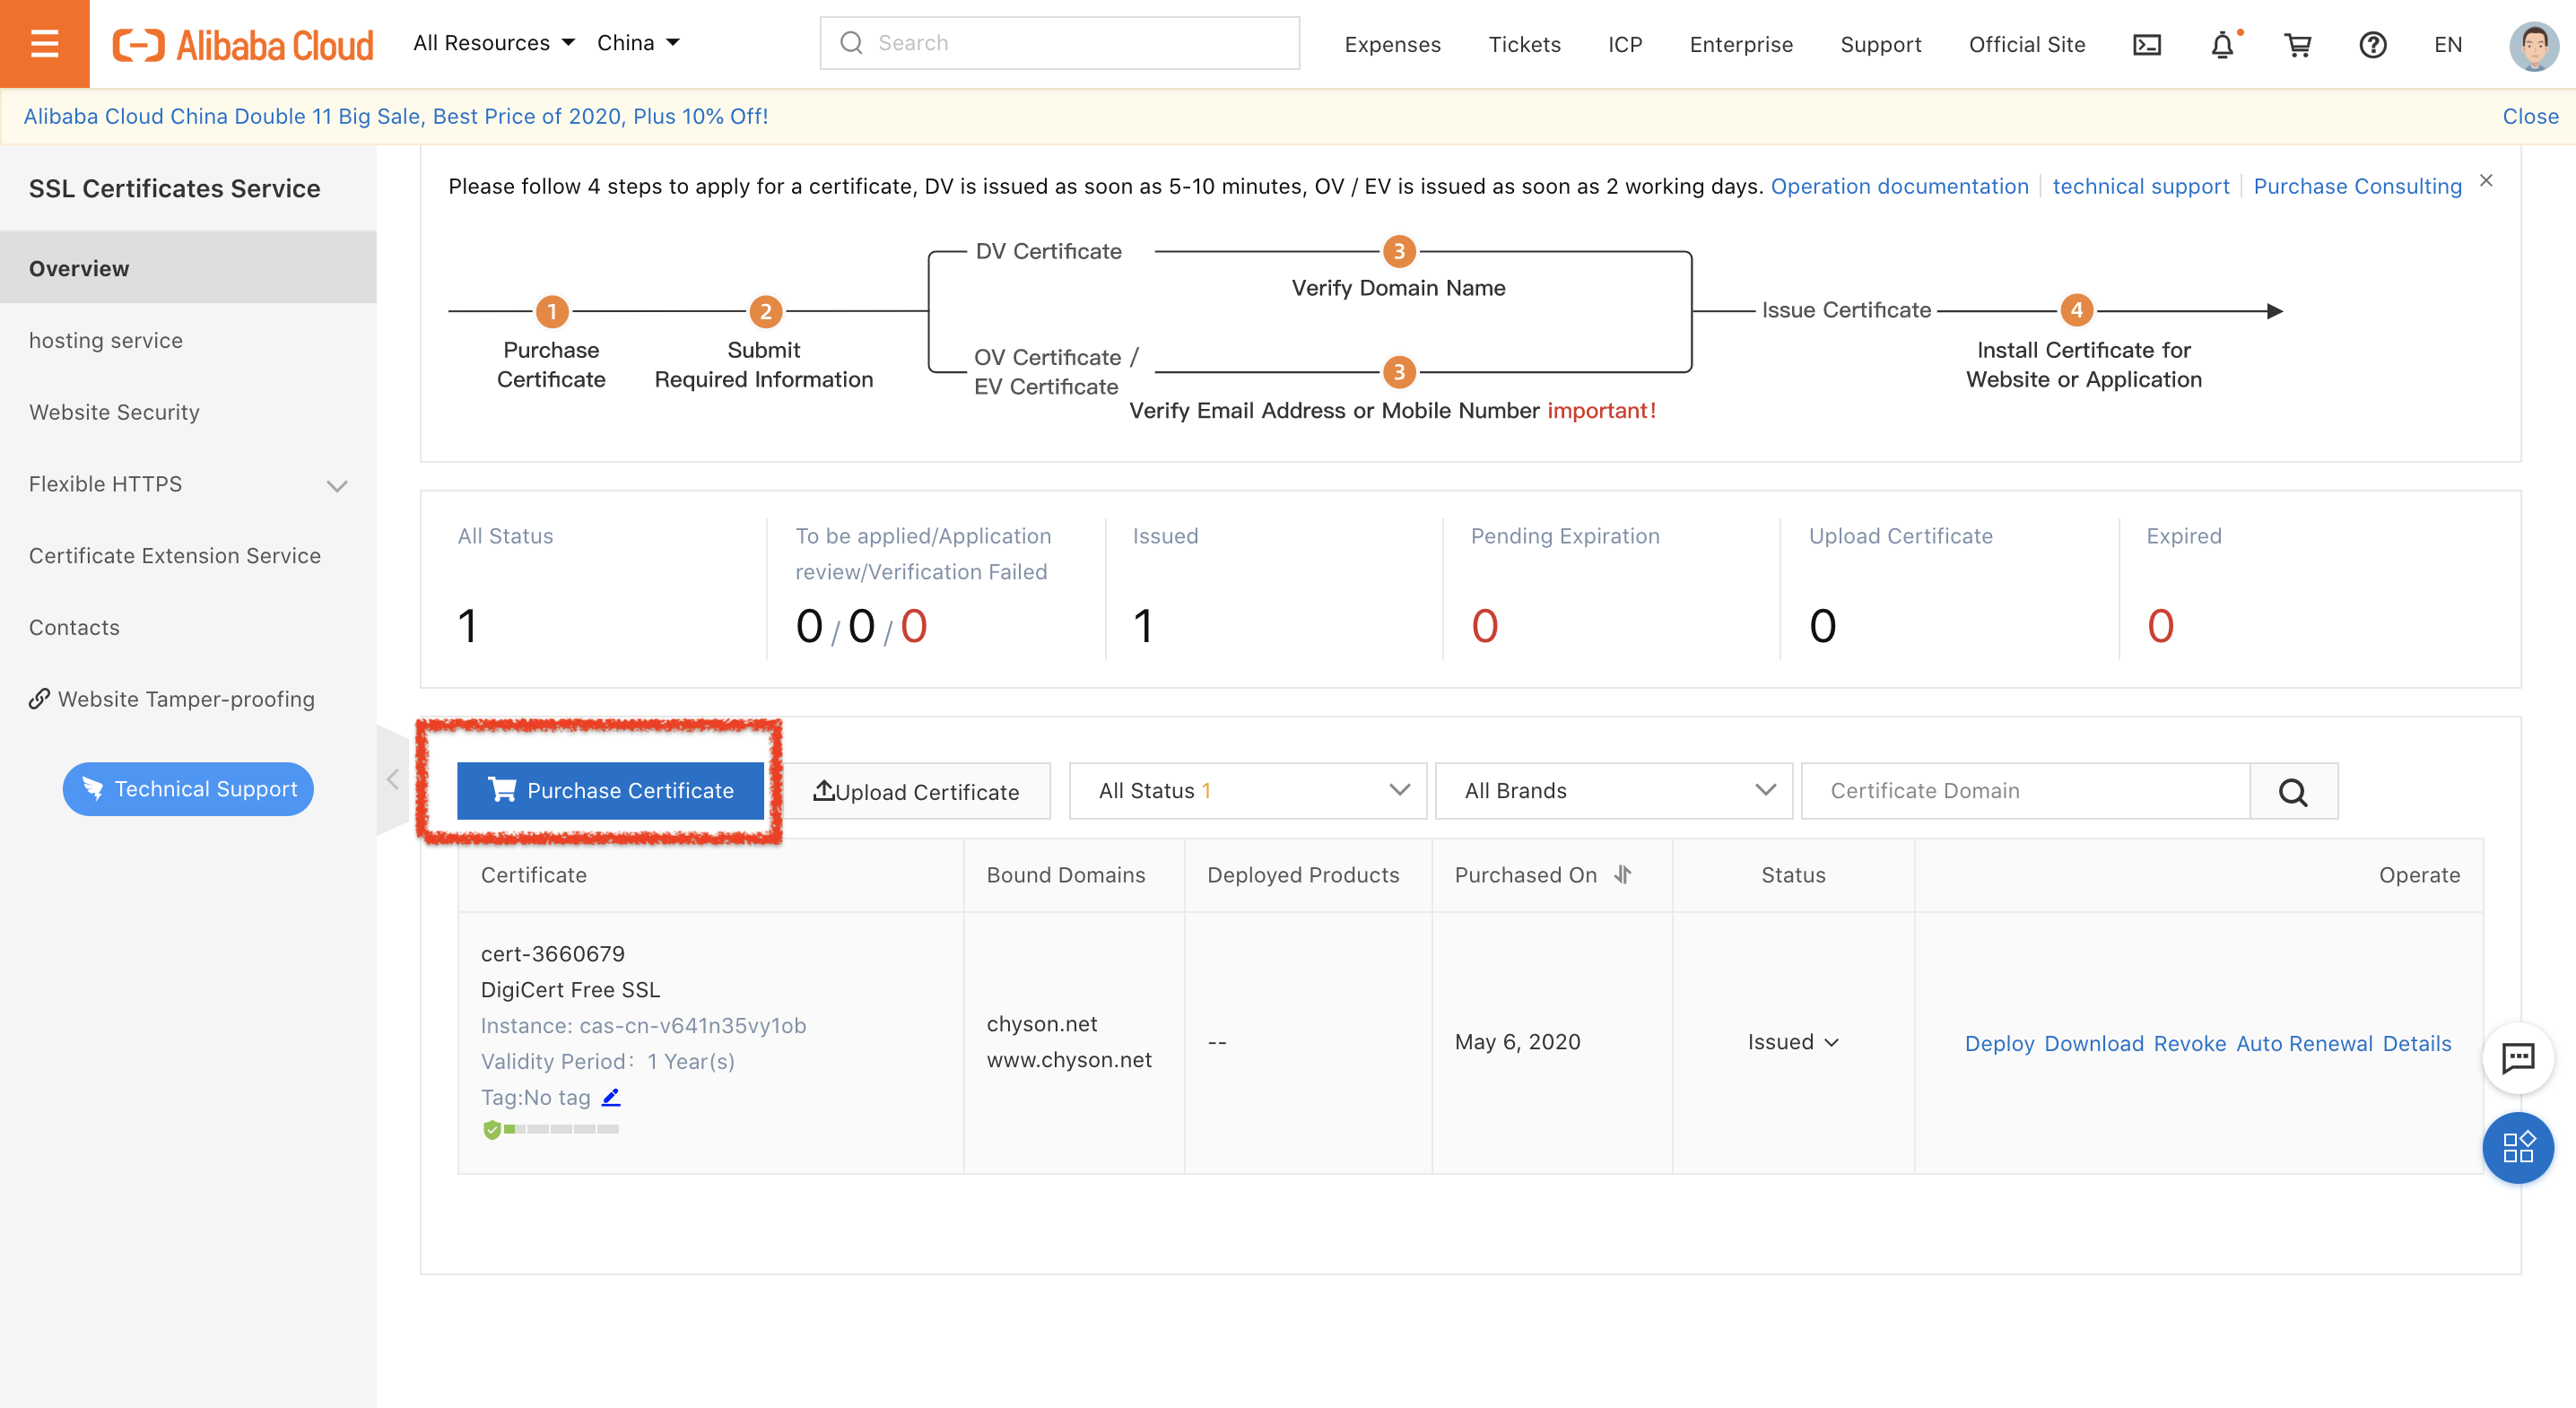 Alibaba Cloud All Resources China Search Expenses Tickets ICP Enterprise Support Official Site EN
Alibaba Cloud China Double 11 Big Sale, Best Price of 2020, Plus 10% Off! Close
SSL Certificates Service
Overview
hosting service
Website Security
Flexible HTTPS
Certificate Extension Service
Contacts
Website Tamper-proofing
Technical Support
Please follow 4 steps to apply for a certificate, DV is issued as soon as 5-10 minutes, OV / EV is issued as soon as 2 working days. Operation documentation technical support Purchase Consulting
1
Purchase
Certificate
2
Submit
Required Information
DV Certificate
3
Verify Domain Name
OV Certificate /
EV Certificate
3
Verify Email Address or Mobile Number important!
Issue Certificate
4
Install Certificate for
Website or Application
All Status
1
To be applied/Application
review/Verification Failed
0 / 0 / 0
Issued
1
Pending Expiration
0
Upload Certificate
0
Expired
0
Purchase Certificate Upload Certificate All Status 1 All Brands Certificate Domain
Certificate Bound Domains Deployed Products Purchased On Status Operate
cert-3660679
DigiCert Free SSL
Instance: cas-cn-v641n35vy1ob
Validity Period: 1 Year(s)
Tag:No tag
chyson.net
www.chyson.net
--
May 6, 2020
Issued
Deploy Download Revoke Auto Renewal Details